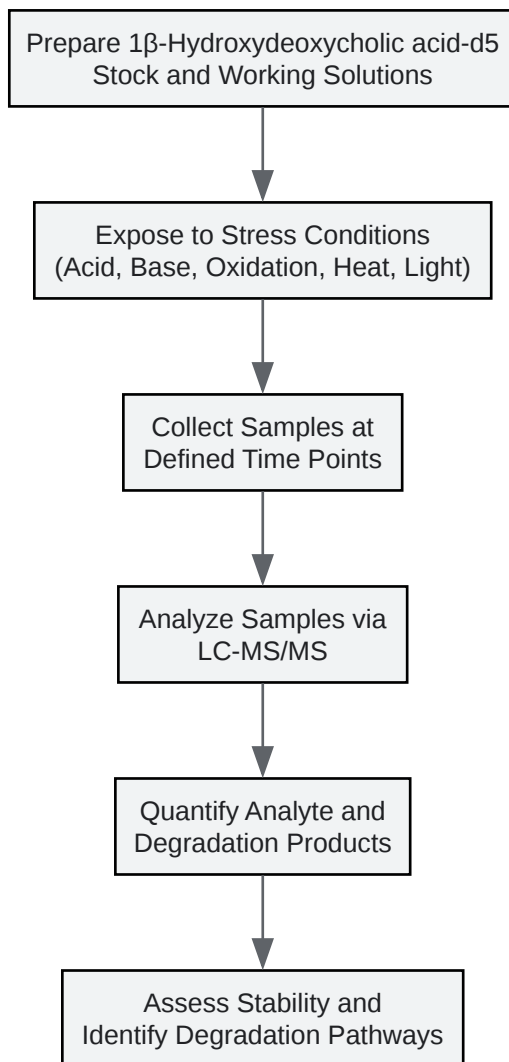 Prepare 1β-Hydroxydeoxycholic acid-d5
Stock and Working Solutions
Expose to Stress Conditions
(Acid, Base, Oxidation, Heat, Light)
Collect Samples at
Defined Time Points
Analyze Samples via
LC-MS/MS
Quantify Analyte and
Degradation Products
Assess Stability and
Identify Degradation Pathways